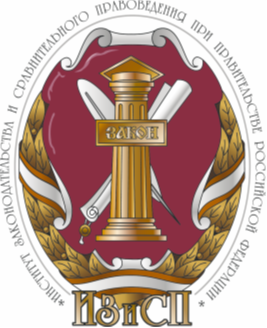 *ИНСТИТУТ ЗАКОНОДАТЕЛЬСТВА И СРАВНИТЕЛЬНОГО ПРАВОВЕДЕНИЯ ПРИ ПРАВИТЕЛЬСТВЕ РОССИЙСКОЙ ФЕДЕРАЦИИ*
ЗАКОН
ИЗиСП